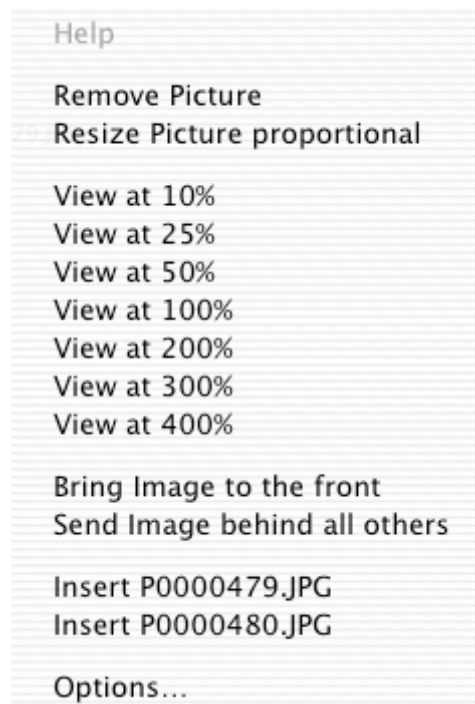 Help
Remove Picture
Resize Picture proportional
View at 10%
View at 25%
View at 50%
View at 100%
View at 200%
View at 300%
View at 400%
Bring Image to the front
Send Image behind all others
Insert P0000479.JPG
Insert P0000480.JPG
Options...